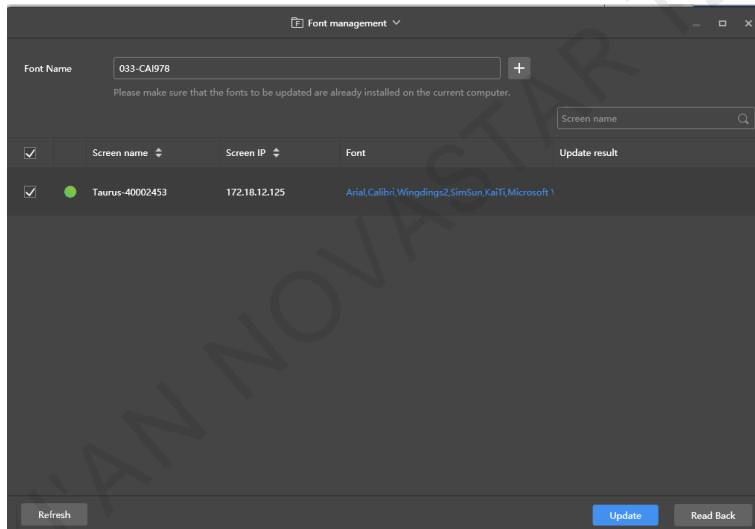 Font management
Font Name 033-CAI978
Please make sure that the fonts to be updated are already installed on the current computer.
Screen name
Screen name Screen IP Font Update result
Taurus-40002453 172.18.12.125 Arial,Calibri,Wingdings2,SimSun,KaiTi,Microsoft
Refresh Update Read Back